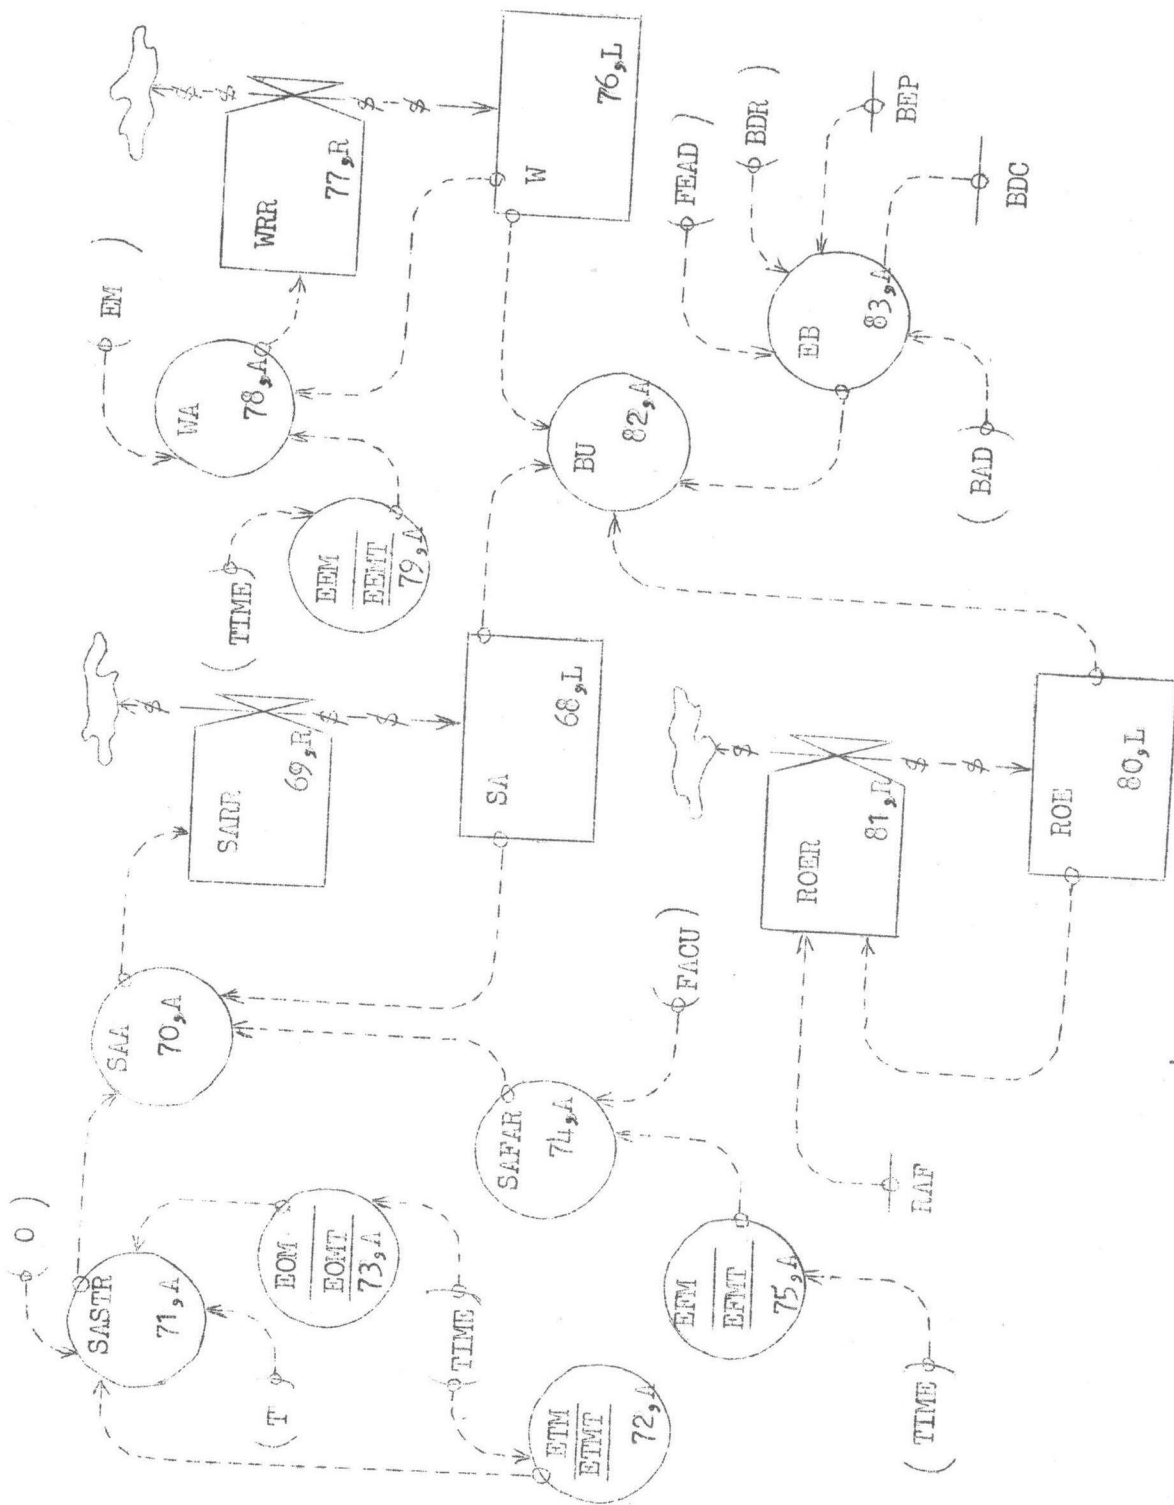 ( O )
SASTR
71,A
( T )
EOM
EOMT
73,A
( TIME )
ETM
ETMT
72,A
SAA
70,A
SAFAR
74,A
( FACU )
EFM
EFMT
75,A
( TIME )
SARR
69,R
$
$
$
SA
68,L
RAF
ROER
81,R
$
$
$
ROE
80,L
( EM )
WA
78,A
( TIME )
EEM
EEMT
79,A
WRR
77,R
$
$
$
$
W
76,L
BU
82,A
( FEAD )
( BDR )
BEP
BDC
EB
83,A
( BAD )